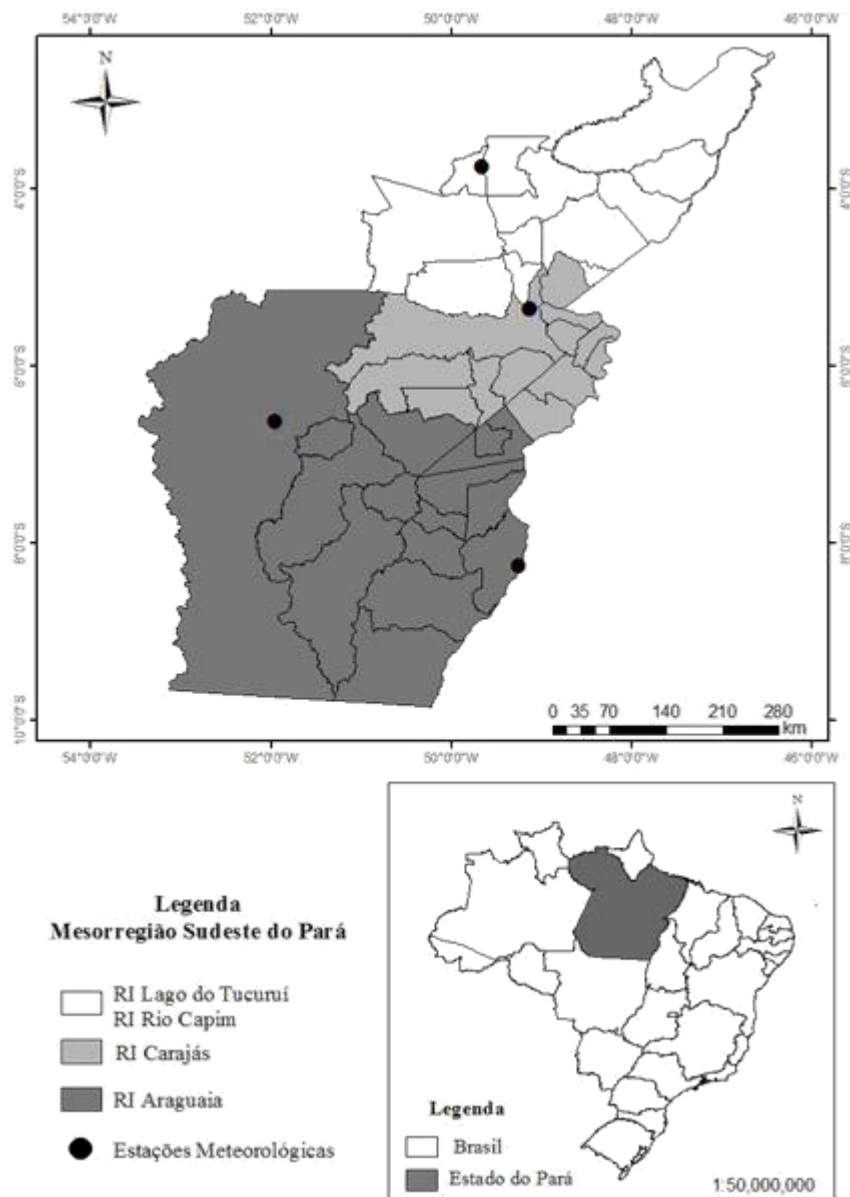 54°0'0"W 52°0'0"W 50°0'0"W 48°0'0"W 46°0'0"W
N
4°0'0"S 4°0'0"S
6°0'0"S 6°0'0"S
8°0'0"S 8°0'0"S
10°0'0"S 10°0'0"S
0 35 70 140 210 280
km
54°0'0"W 52°0'0"W 50°0'0"W 48°0'0"W 46°0'0"W
Legenda
Mesorregião Sudeste do Pará
RI Lago do Tucuruí
RI Rio Capim
RI Carajás
RI Araguaia
Estações Meteorológicas
N
Legenda
Brasil
Estado do Pará
1:50,000,000